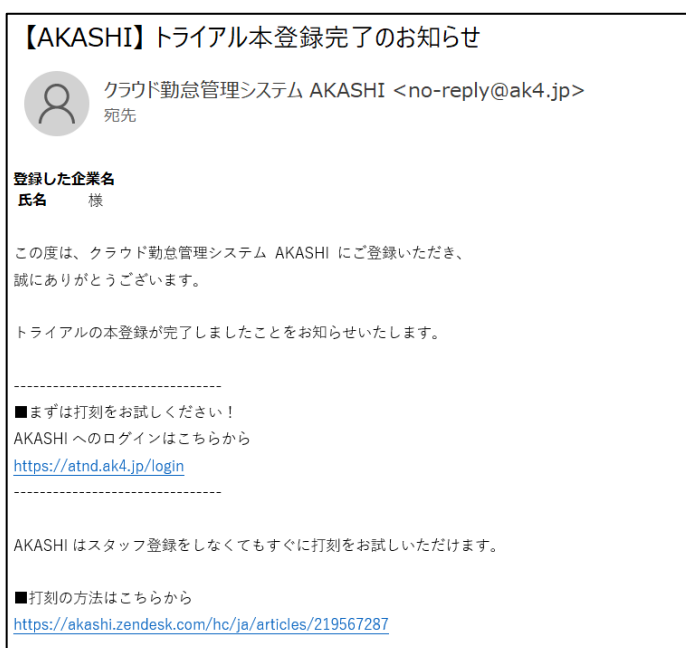 【AKASHI】トライアル本登録完了のお知らせ
クラウド勤怠管理システム AKASHI <no-reply@ak4.jp>
宛先
登録した企業名
氏名 様
この度は、クラウド勤怠管理システム AKASHI にご登録いただき、
誠にありがとうございます。
トライアルの本登録が完了しましたことをお知らせいたします。
--------------------------------
■まずは打刻をお試しください！
AKASHI へのログインはこちらから
https://atnd.ak4.jp/login
--------------------------------
AKASHI はスタッフ登録をしなくてもすぐに打刻をお試しいただけます。
■打刻の方法はこちらから
https://akashi.zendesk.com/hc/ja/articles/219567287